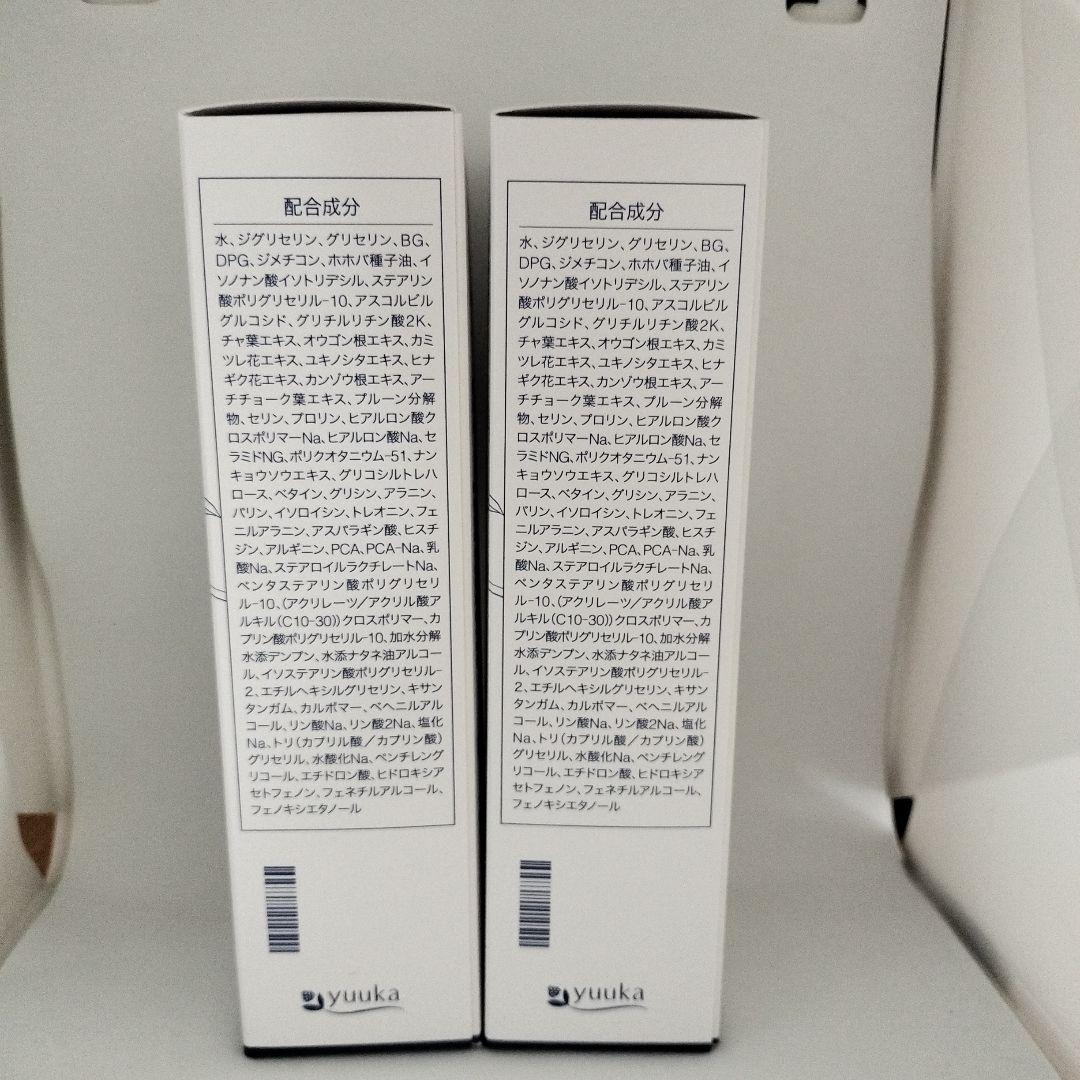 配合成分
水、ジグリセリン、グリセリン、BG、
DPG、ジメチコン、ホホバ種子油、イ
ソノナン酸イソトリデシル、ステアリン
酸ポリグリセリル-10、アスコルビル
グルコシド、グリチルリチン酸2K、
チャ葉エキス、オウゴン根エキス、カミ
ツレ花エキス、ユキノシタエキス、ヒナ
ギク花エキス、カンゾウ根エキス、アー
チチョーク葉エキス、プルーン分解
物、セリン、プロリン、ヒアルロン酸ク
ロスポリマーNa、ヒアルロン酸Na、セ
ラミドNG、ポリクオタニウム-51、ナン
キョウソウエキス、グリコシルトレハ
ロース、ベタイン、グリシン、アラニン、
バリン、イソロイシン、トレオニン、フェ
ニルアラニン、アスパラギン酸、ヒスチ
ジン、アルギニン、PCA、PCA-Na、乳
酸Na、ステアロイルラクチレートNa、
ペンタステアリン酸ポリグリセリ
ル-10、(アクリレーツ/アクリル酸ア
ルキル(C10-30))クロスポリマー、カ
プリン酸ポリグリセリル-10、加水分解
水添デンプン、水添ナタネ油アルコー
ル、イソステアリン酸ポリグリセリル-
2、エチルヘキシルグリセリン、キサン
タンガム、カルボマー、ベヘニルアル
コール、リン酸Na、リン酸2Na、塩化
Na、トリ(カプリル酸/カプリン酸)
グリセリル、水酸化Na、ペンチレング
リコール、エチドロン酸、ヒドロキシア
セトフェノン、フェネチルアルコール、
フェノキシエタノール
yuuka
配合成分
水、ジグリセリン、グリセリン、BG、
DPG、ジメチコン、ホホバ種子油、イ
ソノナン酸イソトリデシル、ステアリン
酸ポリグリセリル-10、アスコルビル
グルコシド、グリチルリチン酸2K、
チャ葉エキス、オウゴン根エキス、カミ
ツレ花エキス、ユキノシタエキス、ヒナ
ギク花エキス、カンゾウ根エキス、アー
チチョーク葉エキス、プルーン分解
物、セリン、プロリン、ヒアルロン酸ク
ロスポリマーNa、ヒアルロン酸Na、セ
ラミドNG、ポリクオタニウム-51、ナン
キョウソウエキス、グリコシルトレハ
ロース、ベタイン、グリシン、アラニン、
バリン、イソロイシン、トレオニン、フェ
ニルアラニン、アスパラギン酸、ヒスチ
ジン、アルギニン、PCA、PCA-Na、乳
酸Na、ステアロイルラクチレートNa、
ペンタステアリン酸ポリグリセリ
ル-10、(アクリレーツ/アクリル酸ア
ルキル(C10-30))クロスポリマー、カ
プリン酸ポリグリセリル-10、加水分解
水添デンプン、水添ナタネ油アルコー
ル、イソステアリン酸ポリグリセリル-
2、エチルヘキシルグリセリン、キサン
タンガム、カルボマー、ベヘニルアル
コール、リン酸Na、リン酸2Na、塩化
Na、トリ(カプリル酸/カプリン酸)
グリセリル、水酸化Na、ペンチレング
リコール、エチドロン酸、ヒドロキシア
セトフェノン、フェネチルアルコール、
フェノキシエタノール
yuuka